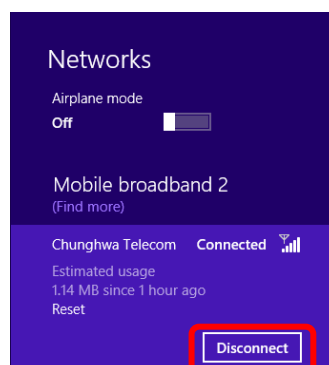 Networks
Airplane mode
Off
Mobile broadband 2
(Find more)
Chunghwa Telecom Connected
Estimated usage
1.14 MB since 1 hour ago
Reset
Disconnect